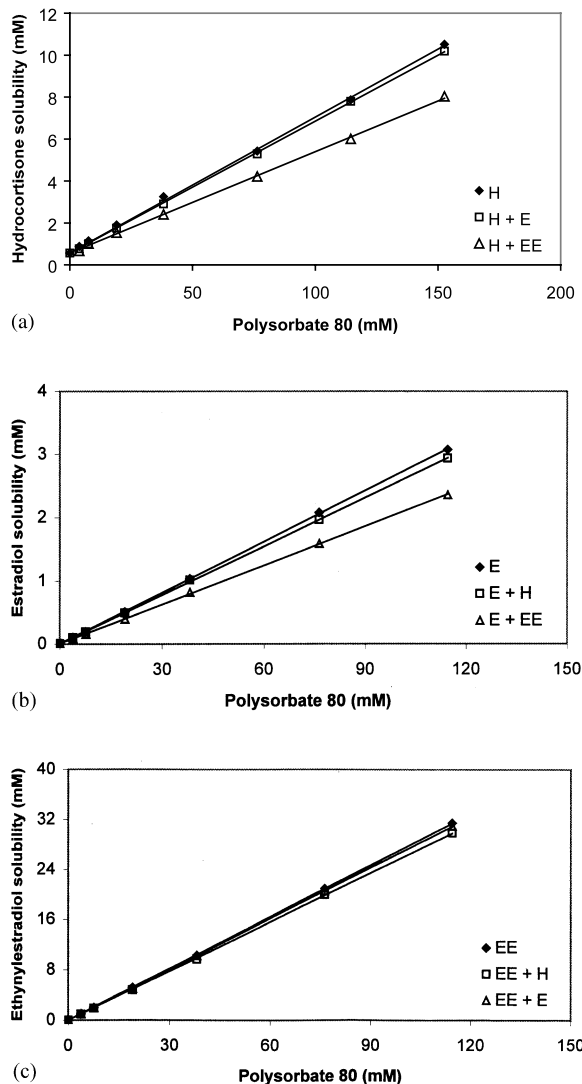 Hydrocortisone solubility (mM)
12
10
8
6
4
2
0
H
H + E
H + EE
0 50 100 150 200
Polysorbate 80 (mM)
(a)
Estradiol solubility (mM)
4
3
2
1
0
E
E + H
E + EE
0 30 60 90 120 150
Polysorbate 80 (mM)
(b)
Ethynylestradiol solubility (mM)
40
32
24
16
8
0
EE
EE + H
EE + E
0 30 60 90 120 150
Polysorbate 80 (mM)
(c)